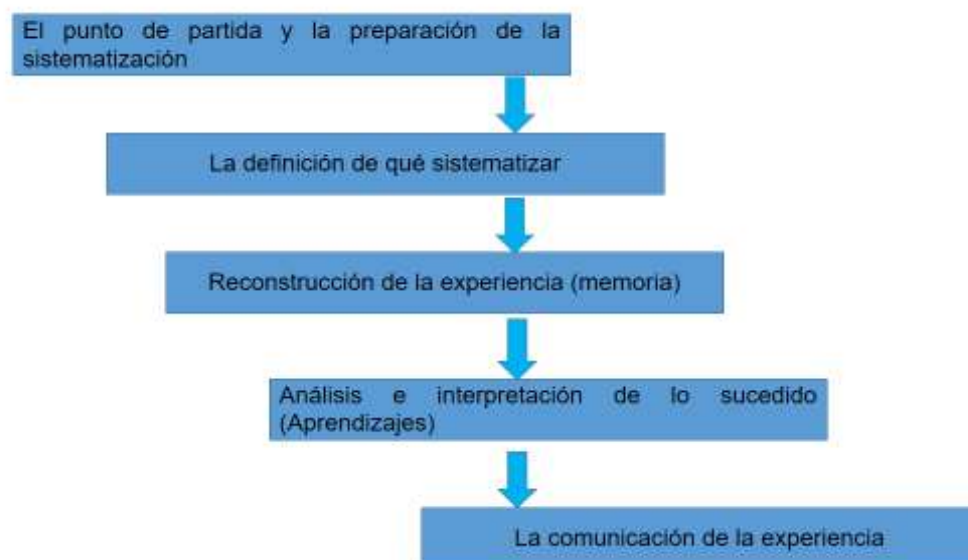 El punto de partida y la preparación de la
sistematización
La definición de qué sistematizar
Reconstrucción de la experiencia (memoria)
Análisis e interpretación de lo sucedido
(Aprendizajes)
La comunicación de la experiencia